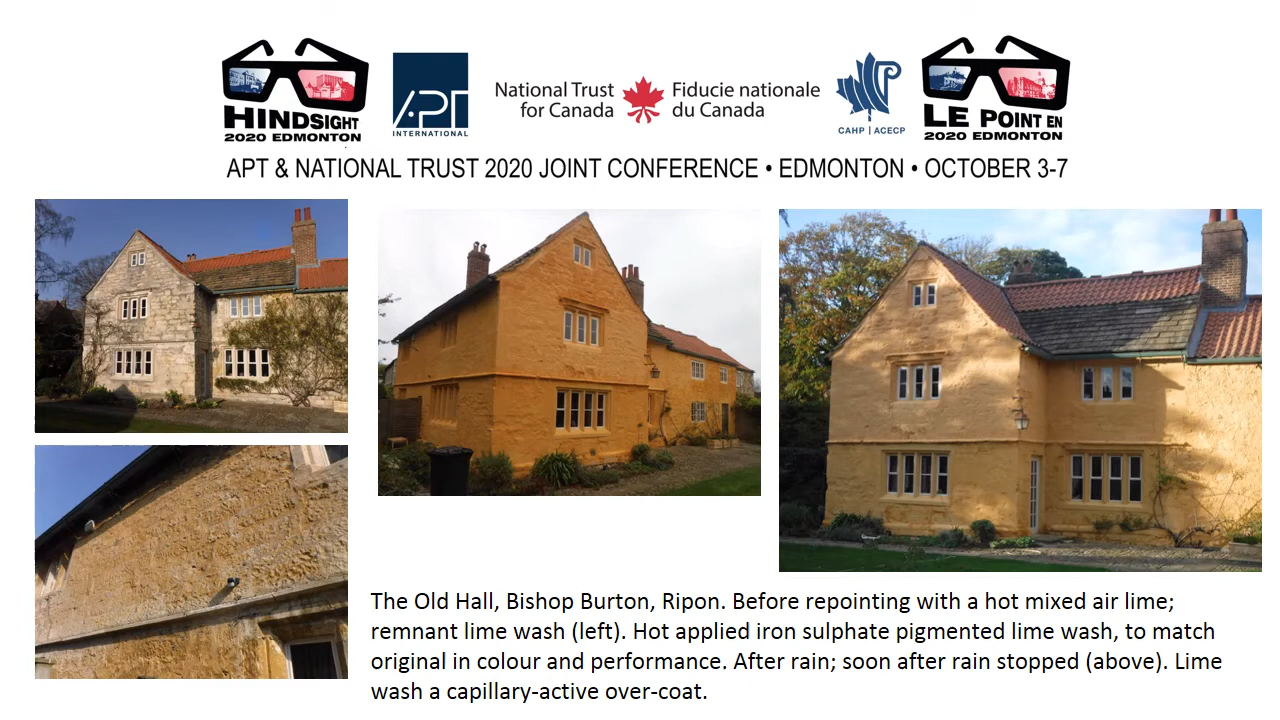 HINDSIGHT
2020 EDMONTON
APT
INTERNATIONAL
National Trust
for Canada
Fiducie nationale
du Canada
CAHP | ACECP
LE POINT EN
2020 EDMONTON
APT & NATIONAL TRUST 2020 JOINT CONFERENCE • EDMONTON • OCTOBER 3-7
The Old Hall, Bishop Burton, Ripon. Before repointing with a hot mixed air lime;
remnant lime wash (left). Hot applied iron sulphate pigmented lime wash, to match
original in colour and performance. After rain; soon after rain stopped (above). Lime
wash a capillary-active over-coat.